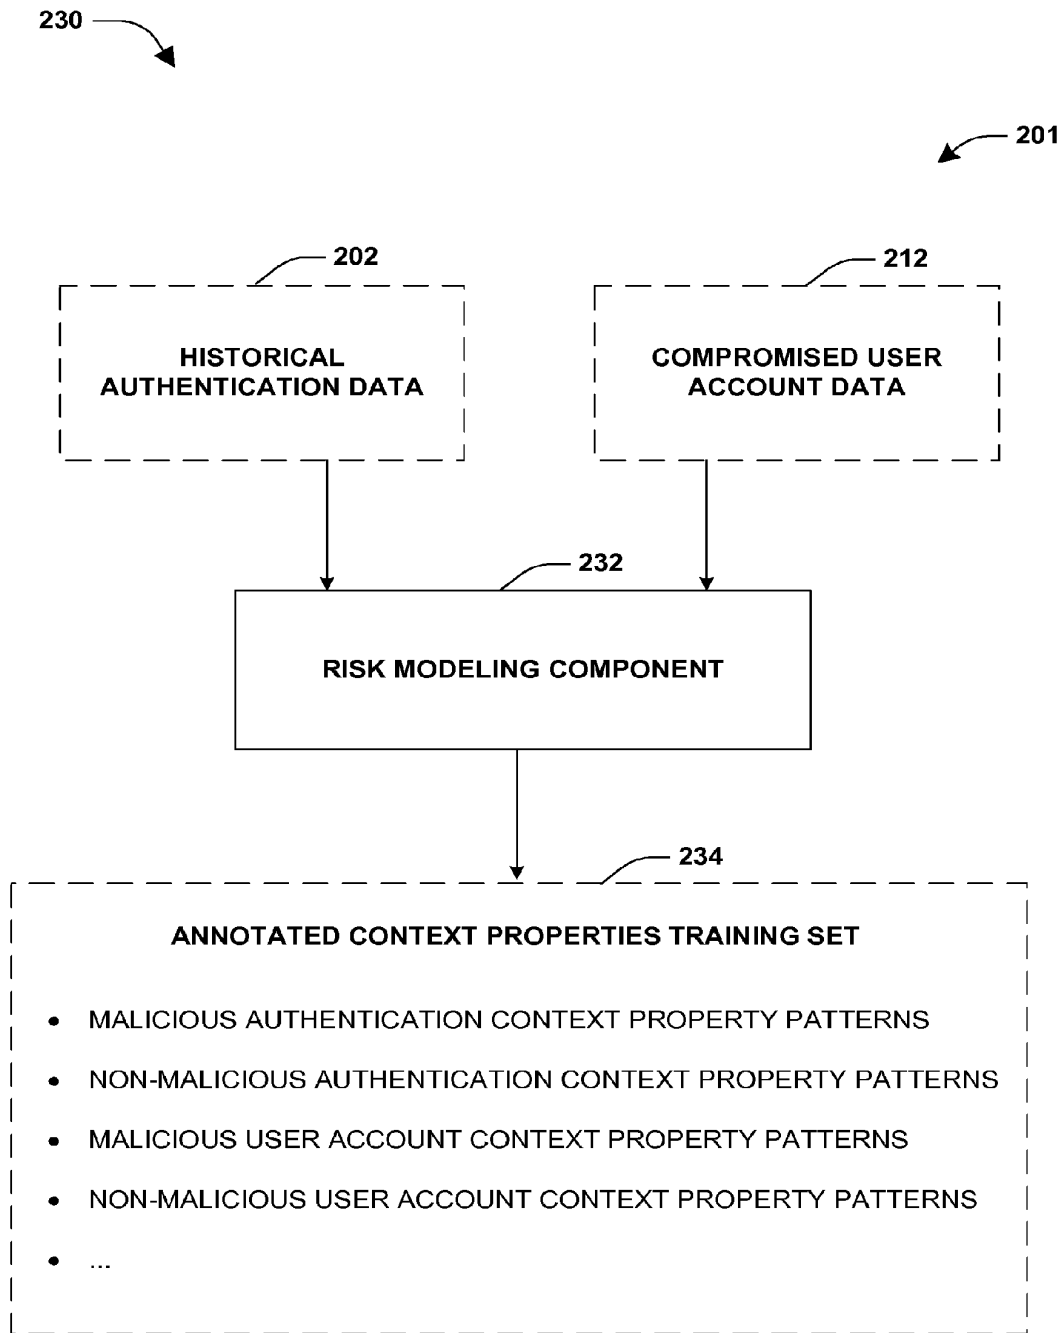 230
201
202
212
HISTORICAL
AUTHENTICATION DATA
COMPROMISED USER
ACCOUNT DATA
232
RISK MODELING COMPONENT
234
ANNOTATED CONTEXT PROPERTIES TRAINING SET
• MALICIOUS AUTHENTICATION CONTEXT PROPERTY PATTERNS
• NON-MALICIOUS AUTHENTICATION CONTEXT PROPERTY PATTERNS
• MALICIOUS USER ACCOUNT CONTEXT PROPERTY PATTERNS
• NON-MALICIOUS USER ACCOUNT CONTEXT PROPERTY PATTERNS
• ...